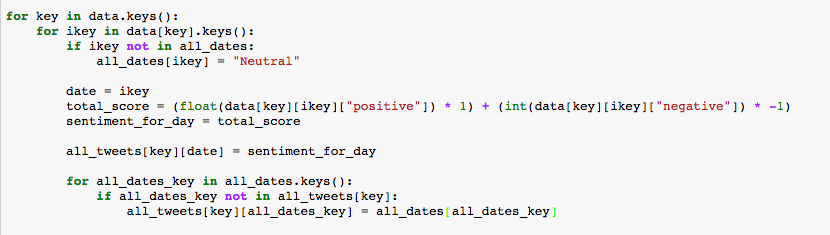 for key in data.keys():
    for ikey in data[key].keys():
        if ikey not in all_dates:
            all_dates[ikey] = "Neutral"
        date = ikey
        total_score = (float(data[key][ikey]["positive"]) * 1) + (int(data[key][ikey]["negative"]) * -1)
        sentiment_for_day = total_score
        all_tweets[key][date] = sentiment_for_day
        for all_dates_key in all_dates.keys():
            if all_dates_key not in all_tweets[key]:
                all_tweets[key][all_dates_key] = all_dates[all_dates_key]